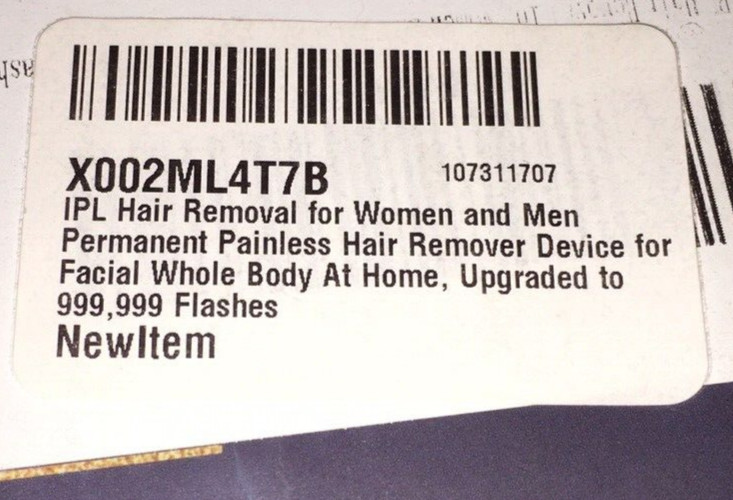 X002ML4T7B 107311707
IPL Hair Removal for Women and Men
Permanent Painless Hair Remover Device for
Facial Whole Body At Home, Upgraded to
999,999 Flashes
NewItem